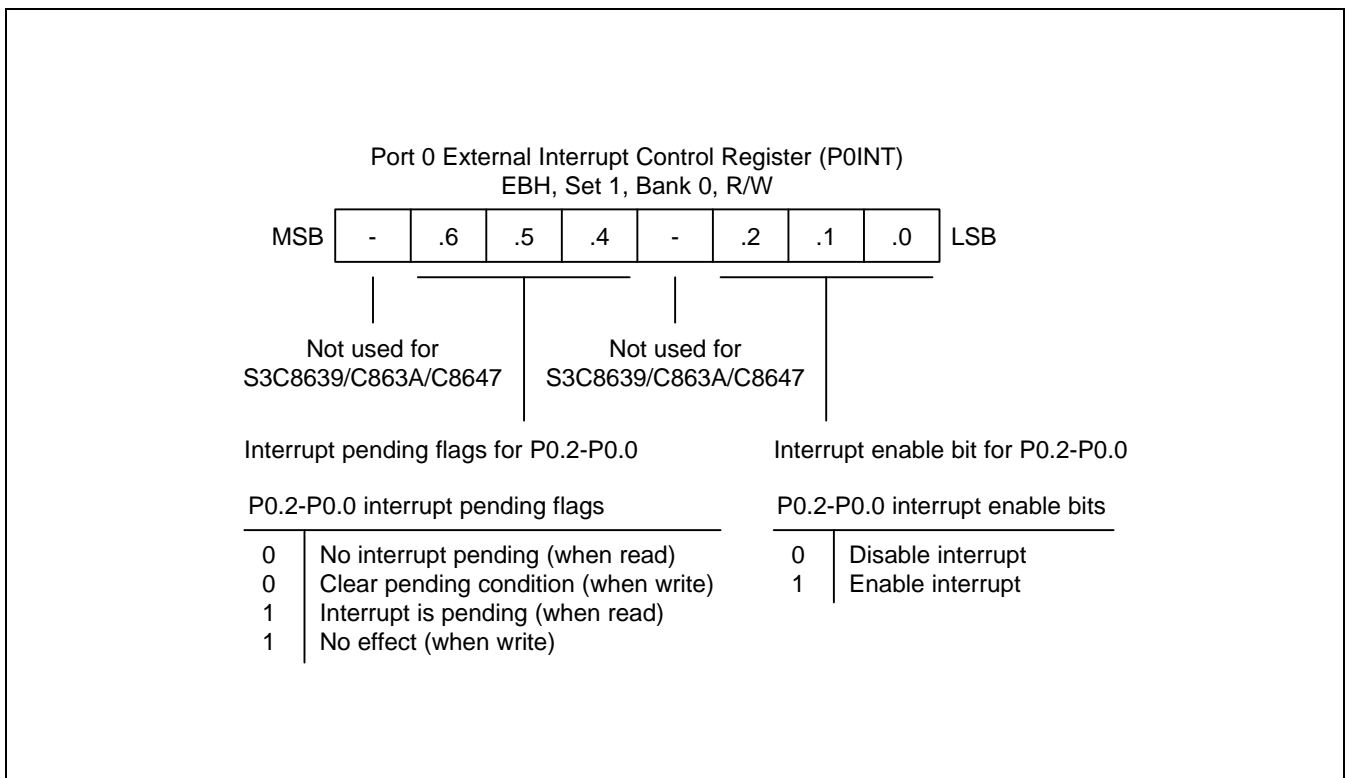 Port 0 External Interrupt Control Register (P0INT)
EBH, Set 1, Bank 0, R/W
MSB - .6 .5 .4 - .2 .1 .0 LSB
Not used for
S3C8639/C863A/C8647
Not used for
S3C8639/C863A/C8647
Interrupt pending flags for P0.2-P0.0
P0.2-P0.0 interrupt pending flags
0 No interrupt pending (when read)
0 Clear pending condition (when write)
1 Interrupt is pending (when read)
1 No effect (when write)
Interrupt enable bit for P0.2-P0.0
P0.2-P0.0 interrupt enable bits
0 Disable interrupt
1 Enable interrupt